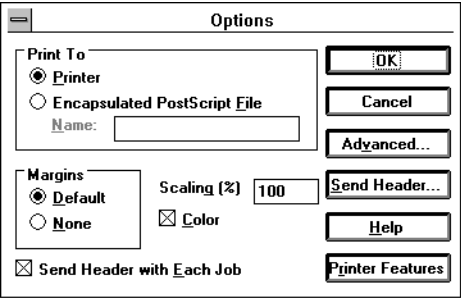 Options
Print To
Printer
Encapsulated PostScript File
Name:
OK
Cancel
Advanced...
Margins
Default
None
Scaling (%) 100
Color
Send Header...
Help
Send Header with Each Job
Printer Features